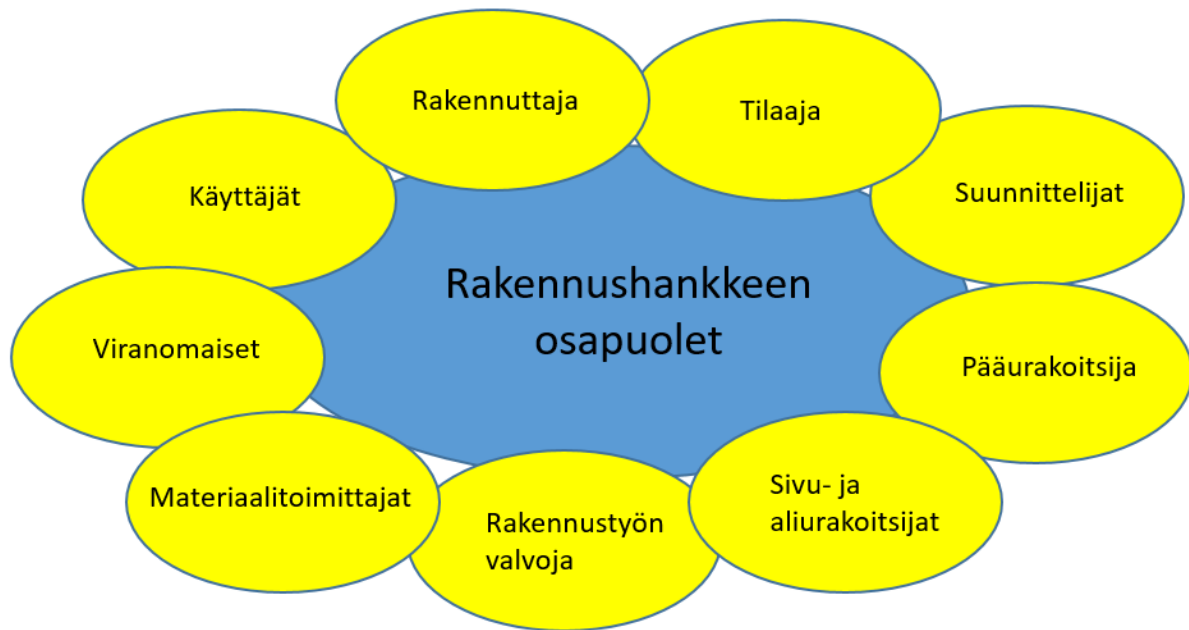 Rakennuttaja
Tilaaja
Käyttäjät
Suunnittelijat
Rakennushankkeen
osapuolet
Viranomaiset
Pääurakoitsija
Materiaalitoimittajat
Rakennustyön
valvoja
Sivu- ja
aliurakoitsijat